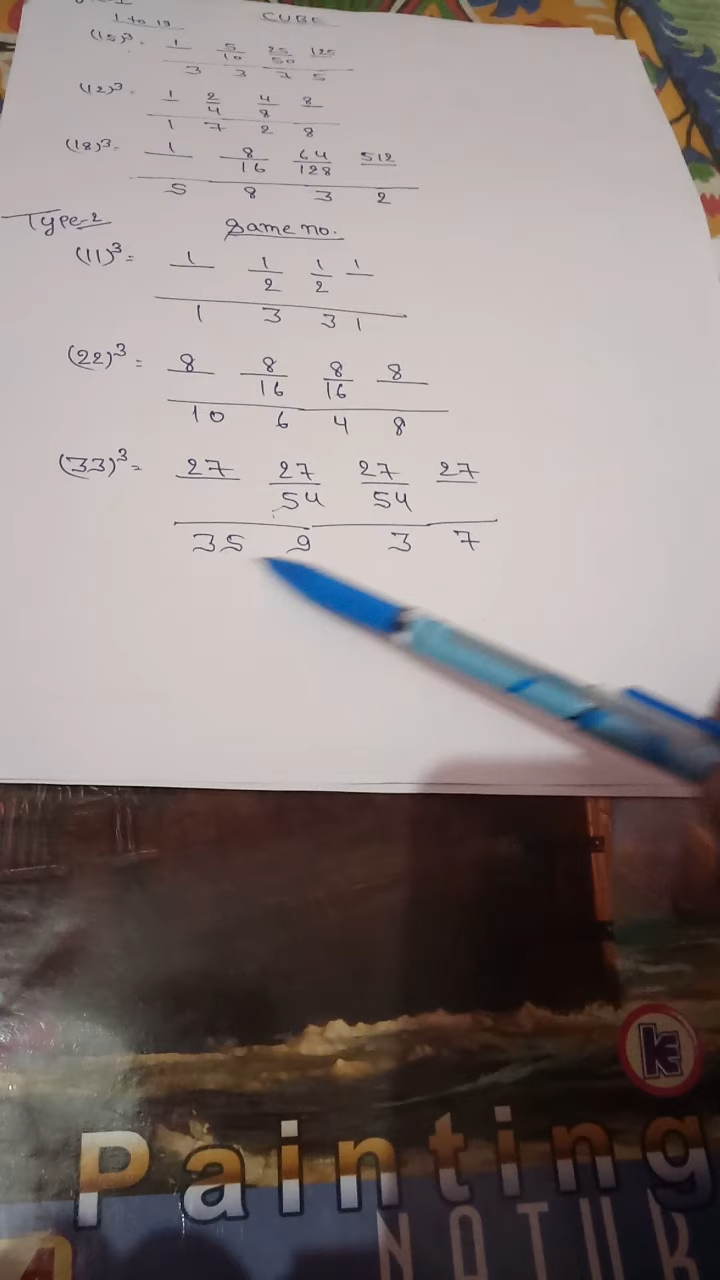 1 to 19 CUBE
(15)³= 1 5 25 125
10 50
3 3 7 5
(12)³= 1 2 4 8
4 8
1 7 2 8
(18)³= 1 8 64 512
16 128
5 8 3 2
Type-2 Same no.
(11)³= 1 1 1 1
2 2
1 3 3 1
(22)³= 8 8 8 8
16 16
10 6 4 8
(33)³= 27 27 27 27
54 54
35 9 3 7
K
Painting
NATUR